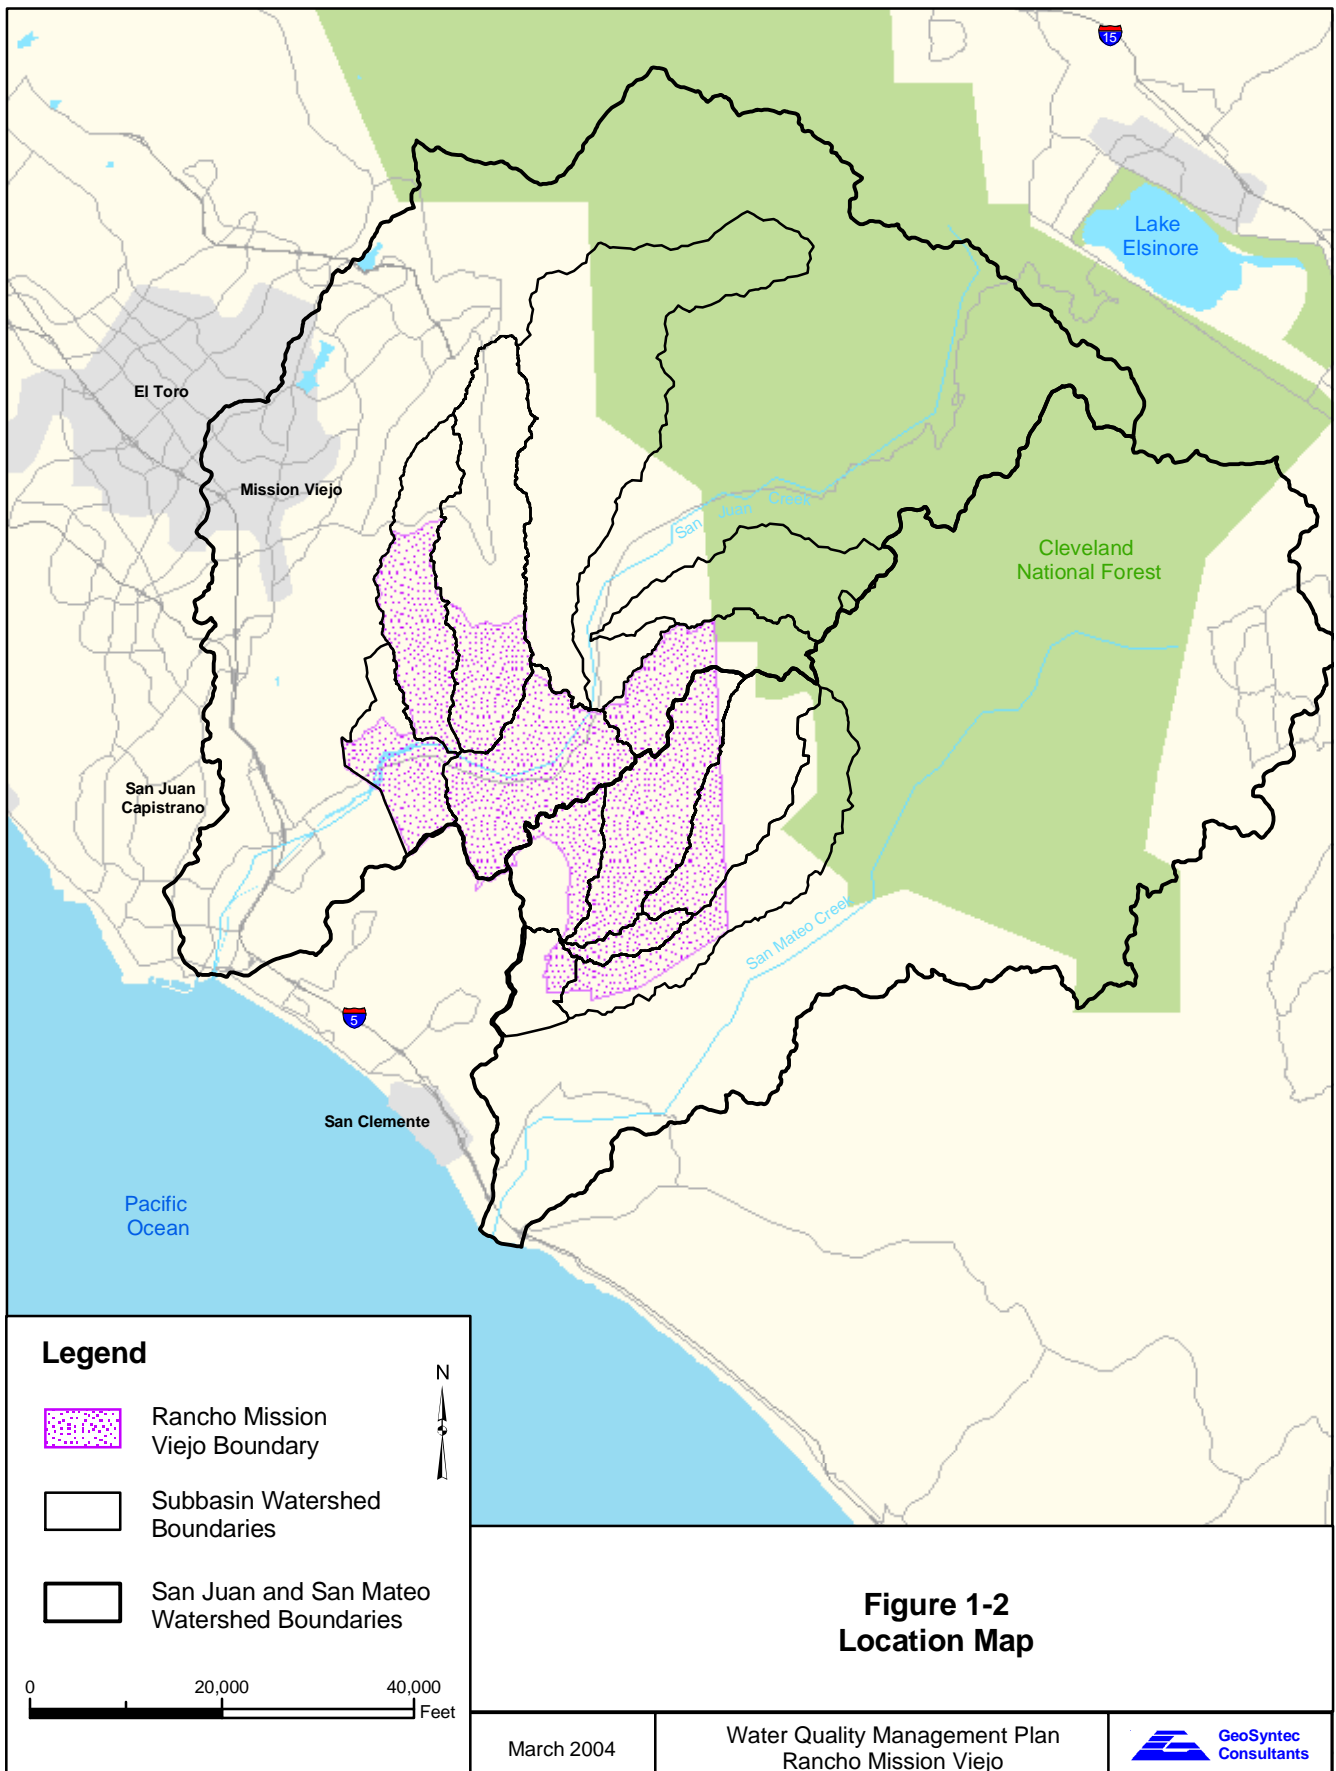 15
Lake
Elsinore
El Toro
Mission Viejo
San Juan Creek
Cleveland
National Forest
San Juan
Capistrano
San Mateo Creek
5
San Clemente
Pacific
Ocean
Legend
N
Rancho Mission
Viejo Boundary
Subbasin Watershed
Boundaries
San Juan and San Mateo
Watershed Boundaries
0 20,000 40,000
Feet
Figure 1-2
Location Map
March 2004
Water Quality Management Plan
Rancho Mission Viejo
GeoSyntec
Consultants